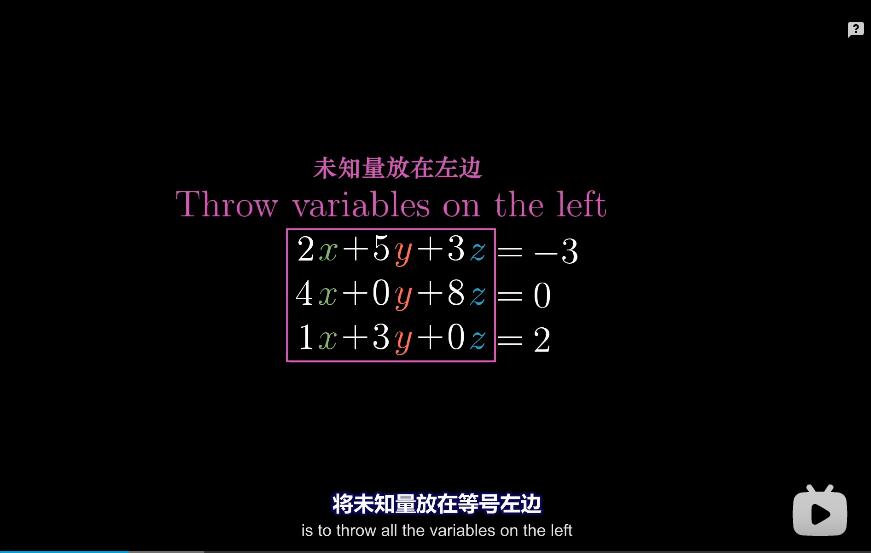 ?
未知量放在左边
Throw variables on the left
2x+5y+3z = −3
4x+0y+8z = 0
1x+3y+0z = 2
将未知量放在等号左边
is to throw all the variables on the left